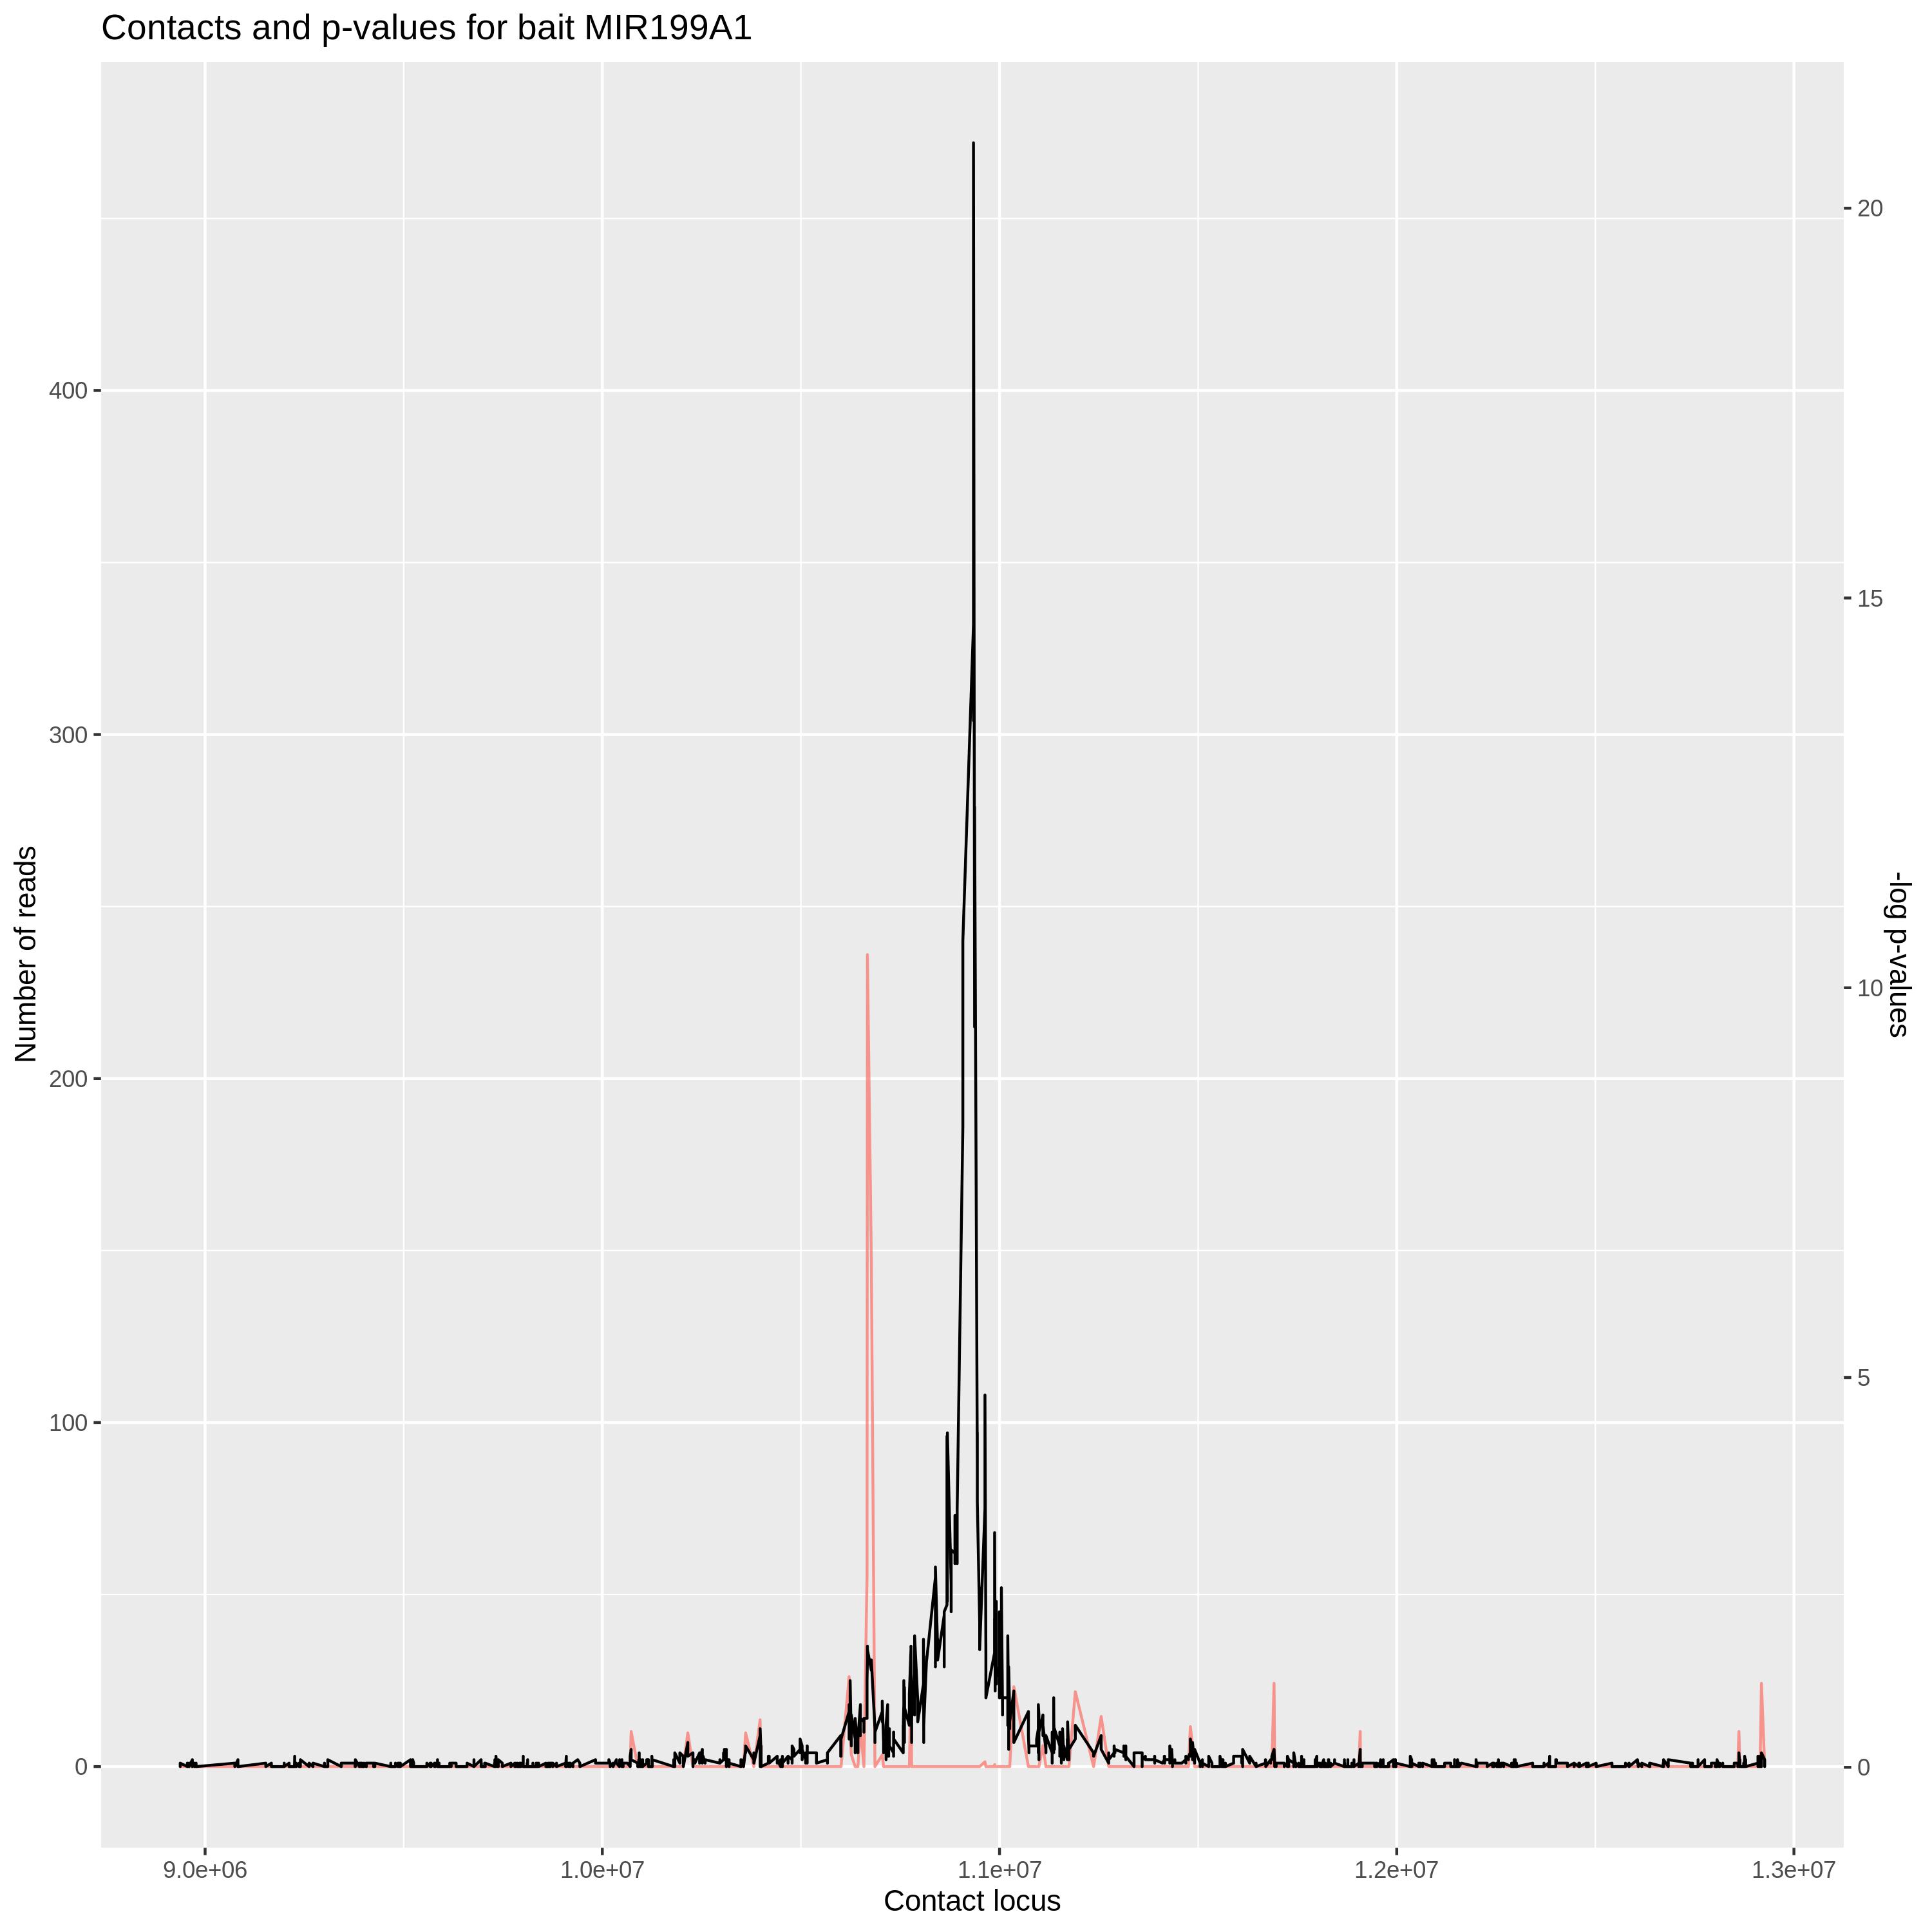 Contacts and p-values for bait MIR199A1
400
300
200
100
0
20
15
10
5
0
Number of reads
-log p-values
9.0e+06 1.0e+07 1.1e+07 1.2e+07 1.3e+07
Contact locus